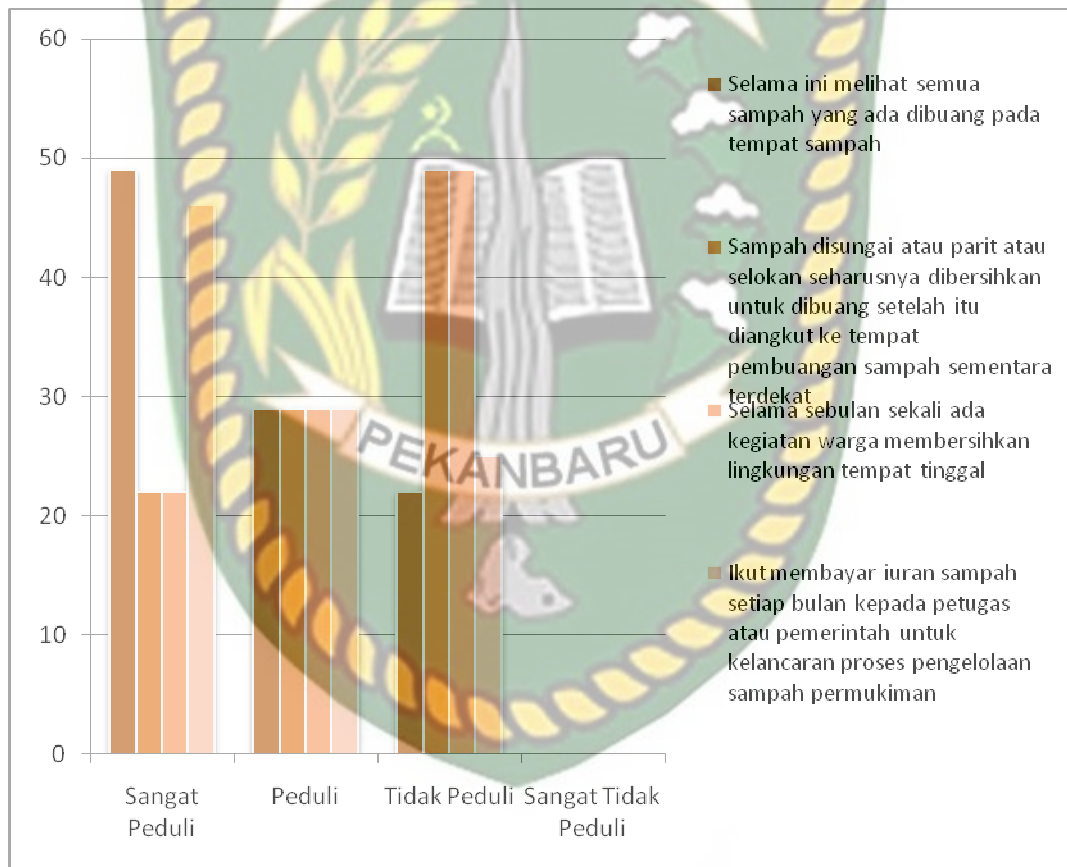 60
50
40
30
20
10
0
Sangat
Peduli
Peduli
Tidak Peduli
Sangat Tidak
Peduli
Selama ini melihat semua
sampah yang ada dibuang pada
tempat sampah
Sampah disungai atau parit atau
selokan seharusnya dibersihkan
untuk dibuang setelah itu
diangkut ke tempat
pembuangan sampah sementara
terdekat
Selama sebulan sekali ada
kegiatan warga membersihkan
lingkungan tempat tinggal
Ikut membayar iuran sampah
setiap bulan kepada petugas
atau pemerintah untuk
kelancaran proses pengelolaan
sampah permukiman
PEKANBARU